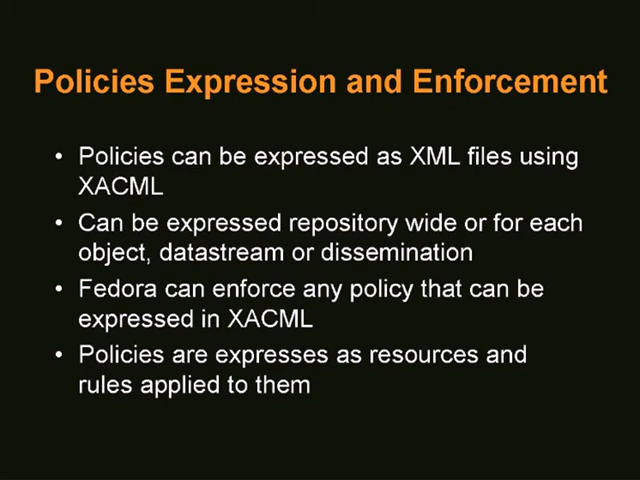 Policies Expression and Enforcement
• Policies can be expressed as XML files using
XACML
• Can be expressed repository wide or for each
object, datastream or dissemination
• Fedora can enforce any policy that can be
expressed in XACML
• Policies are expresses as resources and
rules applied to them